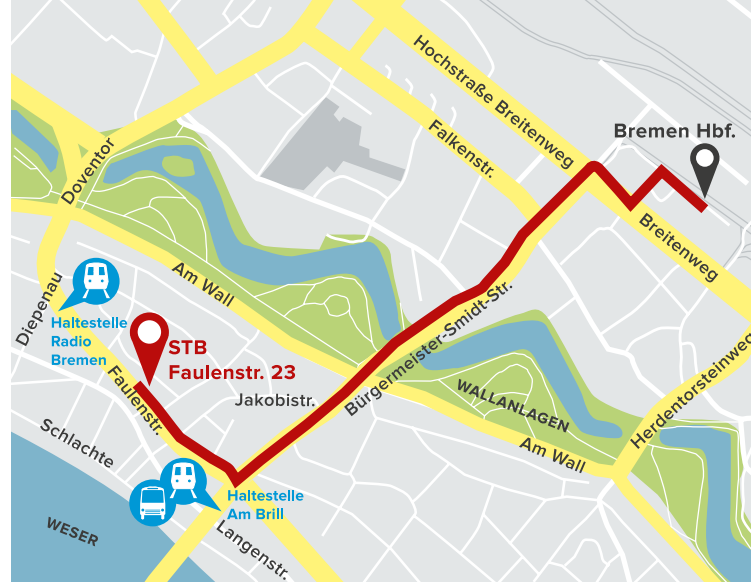 Hochstraße Breitenweg
Bremen Hbf.
Falkenstr.
Doventor
Breitenweg
Am Wall
Diepenau
Haltestelle
Radio
Bremen
STB
Faulenstr. 23
Bürgermeister-Smidt-Str.
Faulenstr.
Jakobistr.
WALLANLAGEN
Herdentorsteinweg
Schlachte
Am Wall
Haltestelle
Am Brill
WESER
Langenstr.